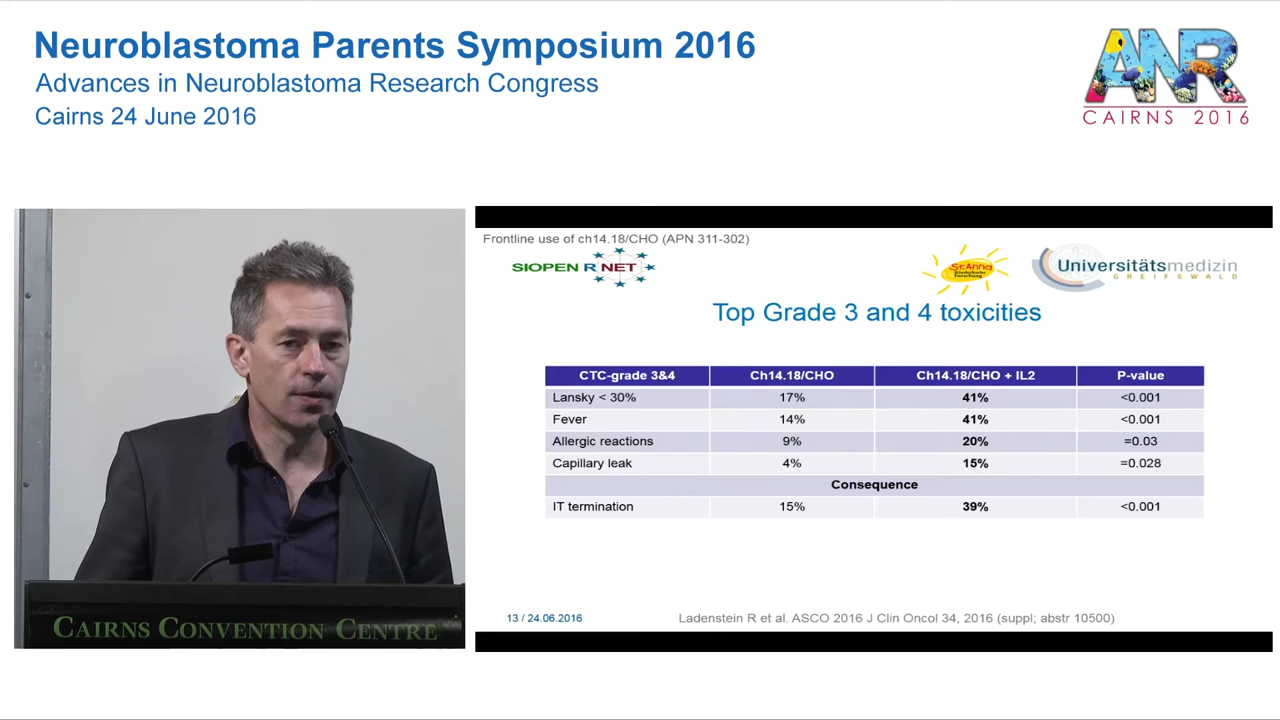 Neuroblastoma Parents Symposium 2016
Advances in Neuroblastoma Research Congress
Cairns 24 June 2016
ANR
CAIRNS 2016
CAIRNS CONVENTION CENTRE
Frontline use of ch14.18/CHO (APN 311-302)
SIOPEN R NET
St.Anna
Kinderkrebs
Forschung
Universitätsmedizin
GREIFSWALD
Top Grade 3 and 4 toxicities
CTC-grade 3&4 Ch14.18/CHO Ch14.18/CHO + IL2 P-value
Lansky < 30% 17% 41% <0.001
Fever 14% 41% <0.001
Allergic reactions 9% 20% =0.03
Capillary leak 4% 15% =0.028
Consequence
IT termination 15% 39% <0.001
13 / 24.06.2016
Ladenstein R et al. ASCO 2016 J Clin Oncol 34, 2016 (suppl; abstr 10500)